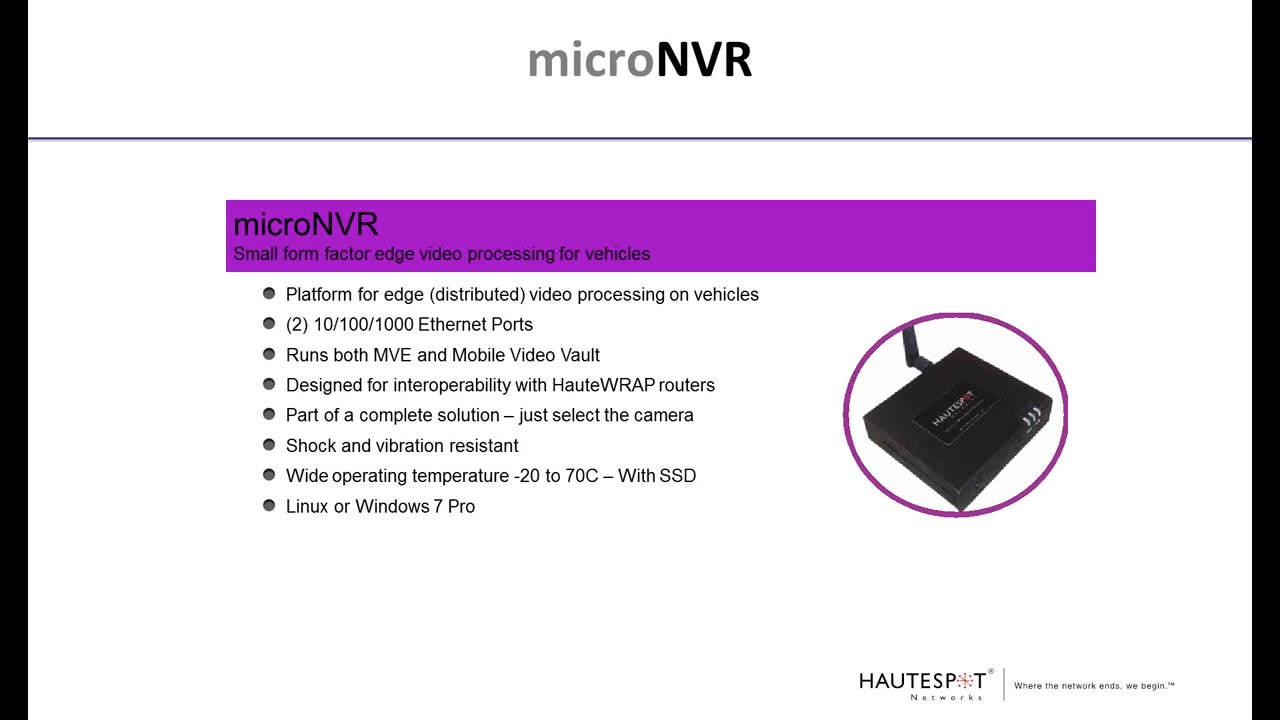 microNVR
microNVR
Small form factor edge video processing for vehicles
Platform for edge (distributed) video processing on vehicles
(2) 10/100/1000 Ethernet Ports
Runs both MVE and Mobile Video Vault
Designed for interoperability with HauteWRAP routers
Part of a complete solution – just select the camera
Shock and vibration resistant
Wide operating temperature -20 to 70C – With SSD
Linux or Windows 7 Pro
HAUTESPOT
HAUTESPOT®
Networks
Where the network ends, we begin.™